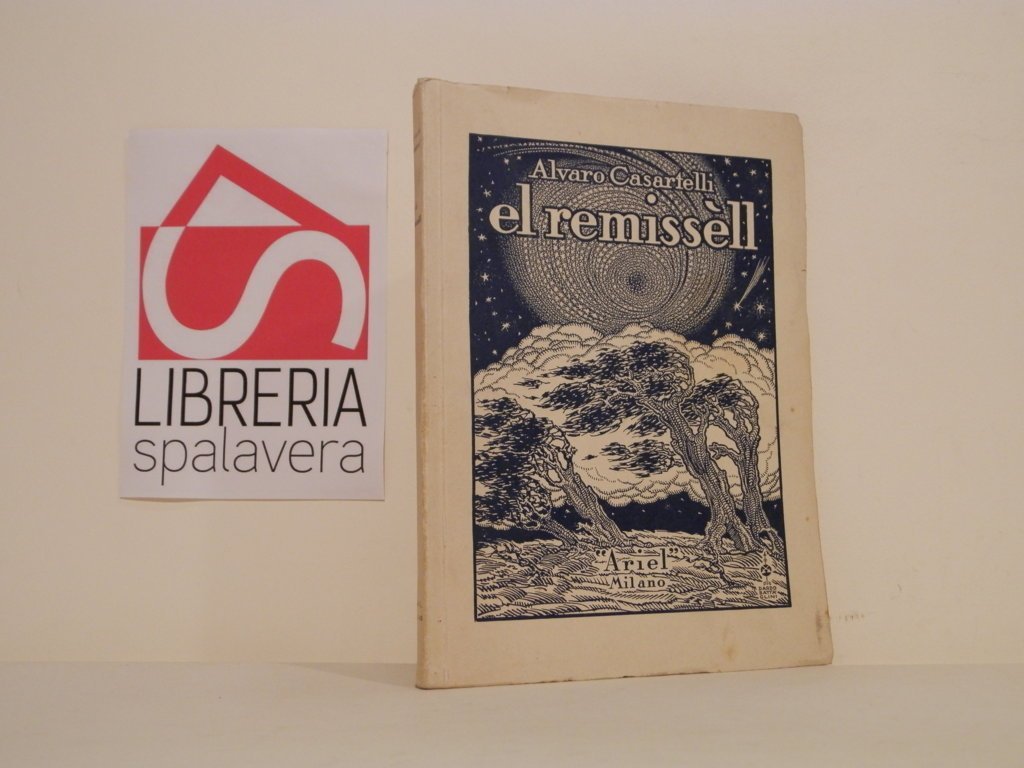 LIBRERIA
spalavera
Alvaro Casartelli
el remissèll
"Ariel"
Milano